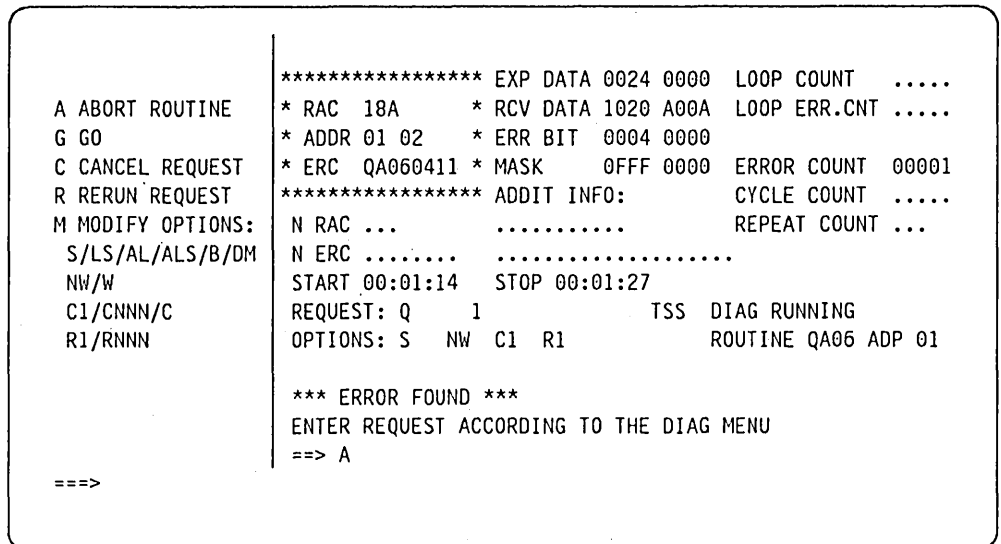 ***************** EXP DATA 0024 0000 LOOP COUNT .....
A ABORT ROUTINE * RAC 18A * RCV DATA 1020 A00A LOOP ERR.CNT .....
G GO * ADDR 01 02 * ERR BIT 0004 0000
C CANCEL REQUEST * ERC QA060411 * MASK 0FFF 0000 ERROR COUNT 00001
R RERUN REQUEST ***************** ADDIT INFO: CYCLE COUNT .....
M MODIFY OPTIONS: N RAC ... ........... REPEAT COUNT ...
S/LS/AL/ALS/B/DM N ERC ........ ....................
NW/W START 00:01:14 STOP 00:01:27
C1/CNNN/C REQUEST: Q 1 TSS DIAG RUNNING
R1/RNNN OPTIONS: S NW C1 R1 ROUTINE QA06 ADP 01
*** ERROR FOUND ***
ENTER REQUEST ACCORDING TO THE DIAG MENU
==> A
===>